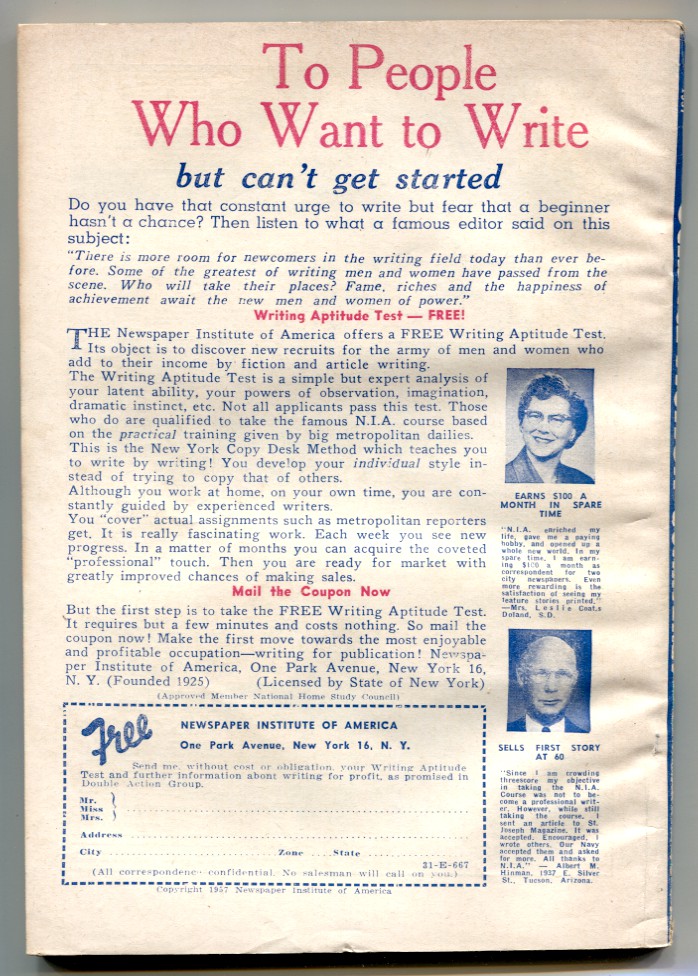 To People
Who Want to Write
but can't get started
Do you have that constant urge to write but fear that a beginner
hasn't a chance? Then listen to what a famous editor said on this
subject:
"There is more room for newcomers in the writing field today than ever be-
fore. Some of the greatest of writing men and women have passed from the
scene. Who will take their places? Fame, riches and the happiness of
achievement await the new men and women of power."
Writing Aptitude Test — FREE!
THE Newspaper Institute of America offers a FREE Writing Aptitude Test.
Its object is to discover new recruits for the army of men and women who
add to their income by fiction and article writing.
The Writing Aptitude Test is a simple but expert analysis of
your latent ability, your powers of observation, imagination,
dramatic instinct, etc. Not all applicants pass this test. Those
who do are qualified to take the famous N.I.A. course based
on the practical training given by big metropolitan dailies.
This is the New York Copy Desk Method which teaches you
to write by writing! You develop your individual style in-
stead of trying to copy that of others.
Although you work at home, on your own time, you are con-
stantly guided by experienced writers.
You "cover" actual assignments such as metropolitan reporters
get. It is really fascinating work. Each week you see new
progress. In a matter of months you can acquire the coveted
"professional" touch. Then you are ready for market with
greatly improved chances of making sales.
Mail the Coupon Now
But the first step is to take the FREE Writing Aptitude Test.
It requires but a few minutes and costs nothing. So mail the
coupon now! Make the first move towards the most enjoyable
and profitable occupation—writing for publication! Newspa-
per Institute of America, One Park Avenue, New York 16,
N. Y. (Founded 1925) (Licensed by State of New York)
(Approved Member National Home Study Council)
EARNS $100 A
MONTH IN SPARE
TIME
"N.I.A. enriched my
life, gave me a paying
hobby, and opened up a
whole new world. In my
spare time, I am earn-
ing $100 a month as
correspondent for two
city newspapers. Even
more rewarding is the
satisfaction of seeing my
feature stories printed."
—Mrs. Leslie Coats,
Doland, S.D.
SELLS FIRST STORY
AT 60
"Since I am crowding
threescore my objective
in taking the N.I.A.
Course was not to be-
come a professional writ-
er. However, while still
taking the course, I
sent an article to St.
Joseph Magazine. It was
accepted. Encouraged, I
wrote others. Our Navy
accepted them and asked
for more. All thanks to
N.I.A." — Albert M.
Hinman, 1937 E. Silver
St., Tucson, Arizona.
Free
NEWSPAPER INSTITUTE OF AMERICA
One Park Avenue, New York 16, N. Y.
Send me, without cost or obligation, your Writing Aptitude
Test and further information about writing for profit, as promised in
Double Action Group.
Mr.
Miss
Mrs.
Address
City Zone State
31-E-667
(All correspondence confidential. No salesman will call on you.)
Copyright 1957 Newspaper Institute of America